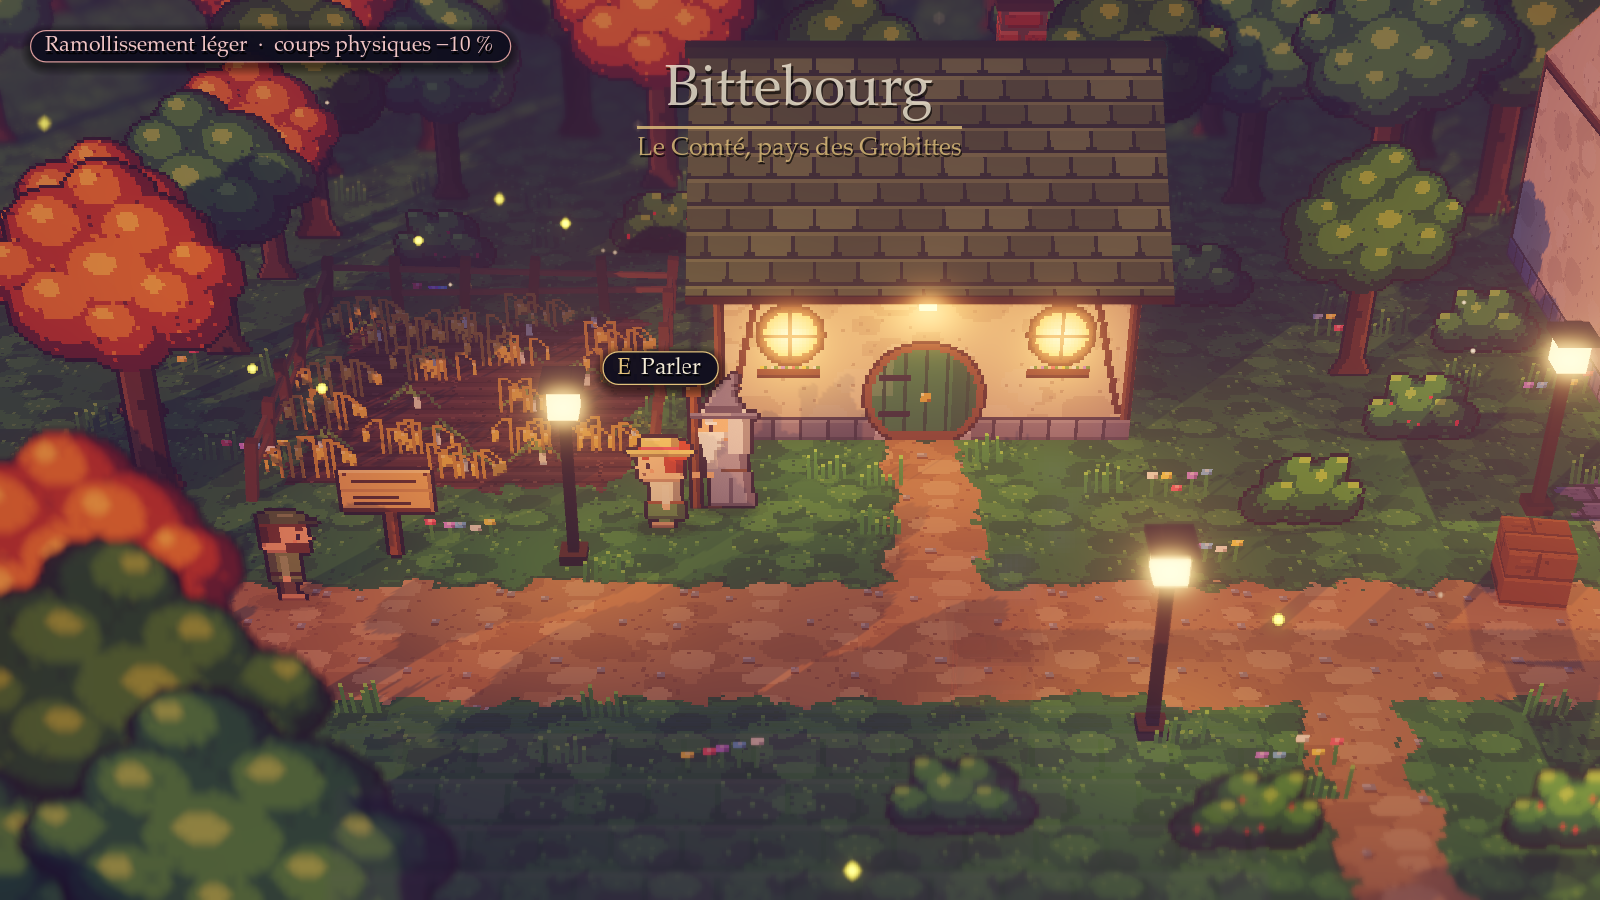 Ramollissement léger · coups physiques −10 %
Bittebourg
Le Comté, pays des Grobittes
E Parler